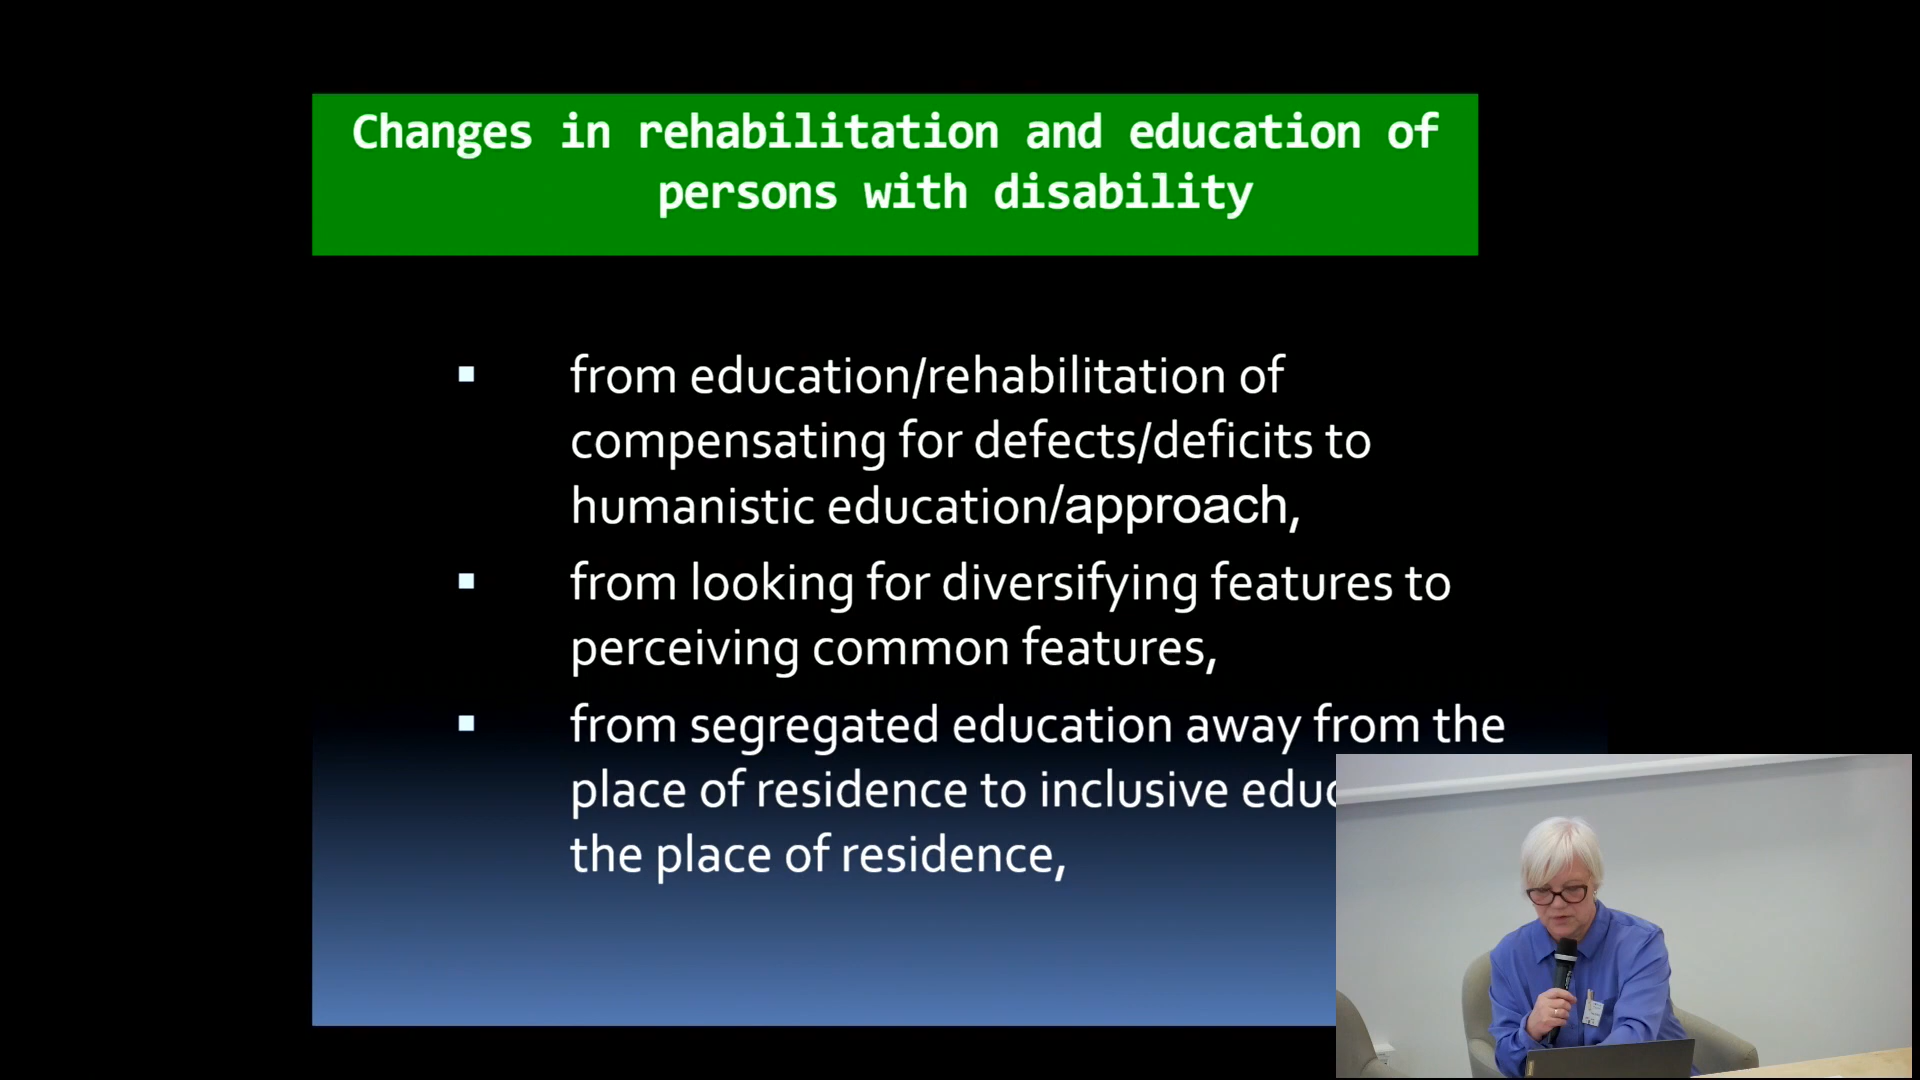 Changes in rehabilitation and education of
persons with disability
▪ from education/rehabilitation of
compensating for defects/deficits to
humanistic education/approach,
▪ from looking for diversifying features to
perceiving common features,
▪ from segregated education away from the
place of residence to inclusive
the place of residence,